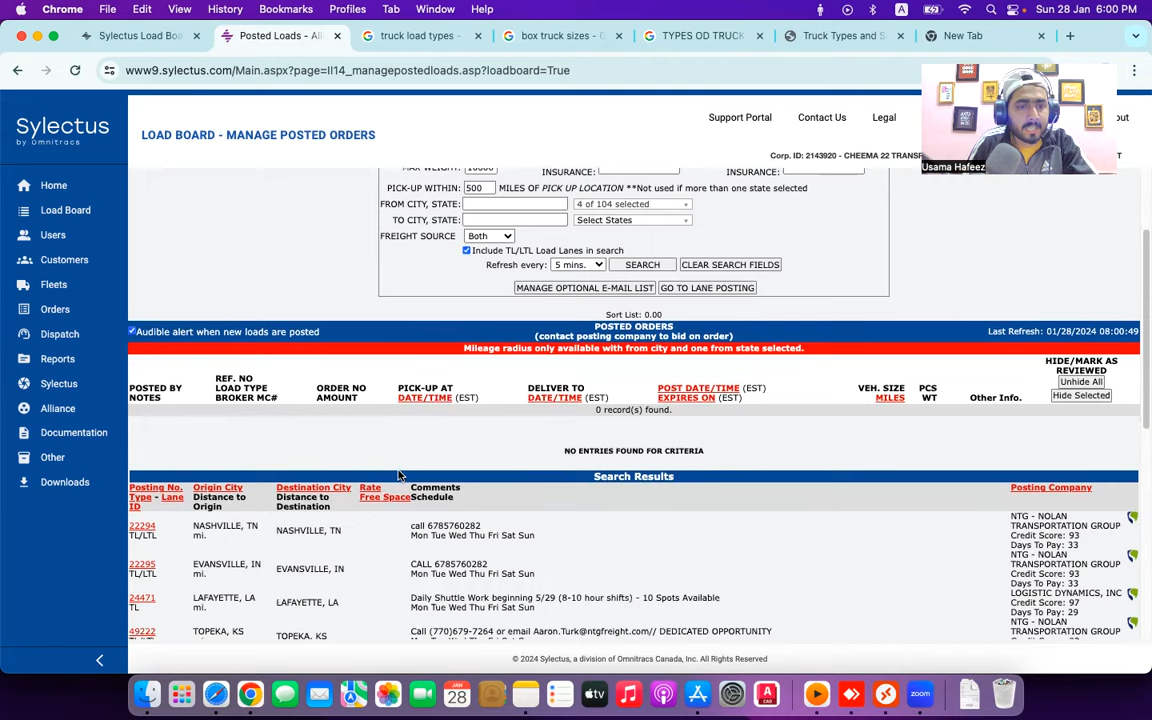 Chrome File Edit View History Bookmarks Profiles Tab Window Help Sun 28 Jan 6:00 PM
Sylectus Load Boa Posted Loads - All truck load types - box truck sizes - G TYPES OD TRUCK Truck Types and S New Tab
www9.sylectus.com/Main.aspx?page=II14_managepostedloads.asp?loadboard=True
Sylectus
by Omnitracs
Home
Load Board
Users
Customers
Fleets
Orders
Dispatch
Reports
Sylectus
Alliance
Documentation
Other
Downloads
LOAD BOARD - MANAGE POSTED ORDERS
Support Portal Contact Us Legal out
Corp. ID: 2143920 - CHEEMA 22 TRANSF
Usama Hafeez
MAX WEIGHT: 10000 INSURANCE: INSURANCE:
PICK-UP WITHIN: 500 MILES OF PICK UP LOCATION **Not used if more than one state selected
FROM CITY, STATE: 4 of 104 selected
TO CITY, STATE: Select States
FREIGHT SOURCE Both
Include TL/LTL Load Lanes in search
Refresh every: 5 mins. SEARCH CLEAR SEARCH FIELDS
MANAGE OPTIONAL E-MAIL LIST GO TO LANE POSTING
Sort List: 0.00
Audible alert when new loads are posted POSTED ORDERS Last Refresh: 01/28/2024 08:00:49
(contact posting company to bid on order)
Mileage radius only available with from city and one from state selected.
POSTED BY NOTES
REF. NO LOAD TYPE BROKER MC#
ORDER NO AMOUNT
PICK-UP AT DATE/TIME (EST)
DELIVER TO DATE/TIME (EST)
POST DATE/TIME (EST) EXPIRES ON (EST)
VEH. SIZE MILES
PCS WT
Other Info.
HIDE/MARK AS REVIEWED
Unhide All
Hide Selected
0 record(s) found.
NO ENTRIES FOUND FOR CRITERIA
Search Results
Posting No. Origin City Destination City Rate Comments Posting Company
Type - Lane Distance to Distance to Free Space Schedule
ID Origin Destination
22294 NASHVILLE, TN NASHVILLE, TN call 6785760282 NTG - NOLAN
TL/LTL mi. Mon Tue Wed Thu Fri Sat Sun TRANSPORTATION GROUP
Credit Score: 93
Days To Pay: 33
22295 EVANSVILLE, IN EVANSVILLE, IN CALL 6785760282 NTG - NOLAN
TL/LTL mi. Mon Tue Wed Thu Fri Sat Sun TRANSPORTATION GROUP
Credit Score: 93
Days To Pay: 33
24471 LAFAYETTE, LA LAFAYETTE, LA Daily Shuttle Work beginning 5/29 (8-10 hour shifts) - 10 Spots Available LOGISTIC DYNAMICS, INC
TL mi. Mon Tue Wed Thu Fri Sat Sun Credit Score: 97
Days To Pay: 29
49222 TOPEKA, KS TOPEKA, KS Call (770)679-7264 or email Aaron.Turk@ntgfreight.com// DEDICATED OPPORTUNITY NTG - NOLAN
TRANSPORTATION GROUP
© 2024 Sylectus, a division of Omnitracs Canada, Inc. All Rights Reserved
JAN
28
tv
zoom